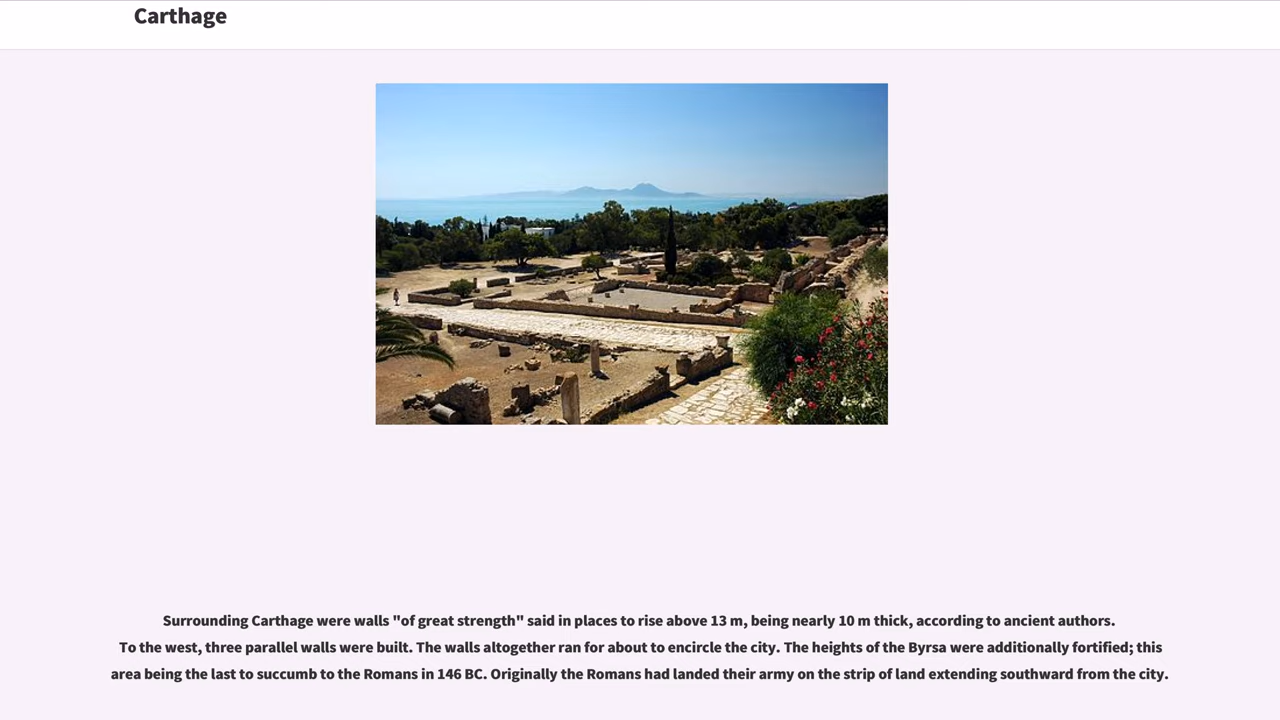 Carthage
Surrounding Carthage were walls "of great strength" said in places to rise above 13 m, being nearly 10 m thick, according to ancient authors.
To the west, three parallel walls were built. The walls altogether ran for about to encircle the city. The heights of the Byrsa were additionally fortified; this
area being the last to succumb to the Romans in 146 BC. Originally the Romans had landed their army on the strip of land extending southward from the city.